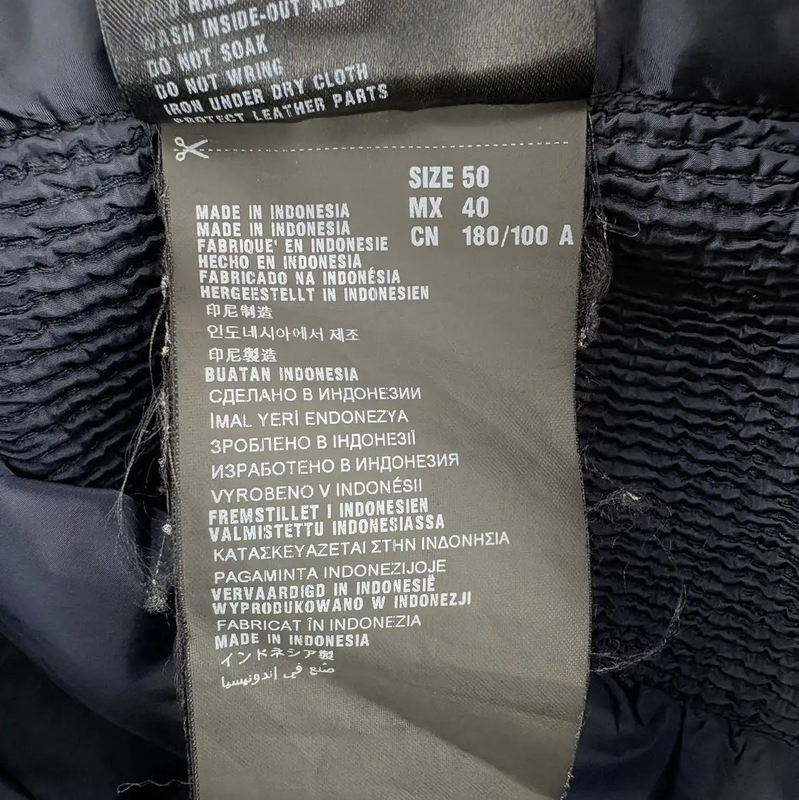 HAND
WASH INSIDE-OUT AND
DO NOT SOAK
DO NOT WRING
IRON UNDER DRY CLOTH
PROTECT LEATHER PARTS
SIZE 50
MX 40
CN 180/100 A
MADE IN INDONESIA
MADE IN INDONESIA
FABRIQUE' EN INDONESIE
HECHO EN INDONESIA
FABRICADO NA INDONÉSIA
HERGEESTELLT IN INDONESIEN
印尼制造
인도네시아에서 제조
印尼製造
BUATAN INDONESIA
СДЕЛАНО В ИНДОНЕЗИИ
İMAL YERİ ENDONEZYA
ЗРОБЛЕНО В ІНДОНЕЗІЇ
ИЗРАБОТЕНО В ИНДОНЕЗИЯ
VYROBENO V INDONÉSII
FREMSTILLET I INDONESIEN
VALMISTETTU INDONESIASSA
ΚΑΤΑΣΚΕΥΑΖΕΤΑΙ ΣΤΗΝ ΙΝΔΟΝΗΣΙΑ
PAGAMINTA INDONEZIJOJE
VERVAARDIGD IN INDONESIË
WYPRODUKOWANO W INDONEZJI
FABRICAT ÎN INDONEZIA
MADE IN INDONESIA
インドネシア製
صنع في إندونيسيا